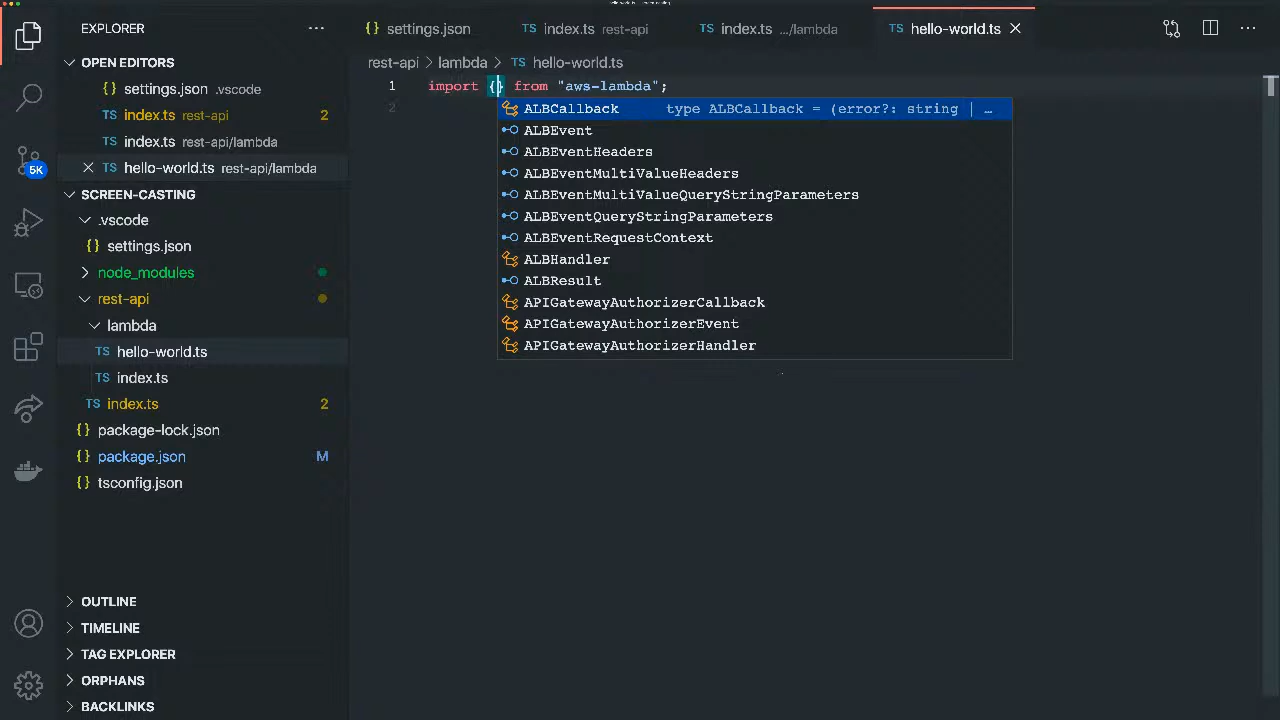 EXPLORER
OPEN EDITORS
settings.json .vscode
TS index.ts rest-api 2
TS index.ts rest-api/lambda
TS hello-world.ts rest-api/lambda
SCREEN-CASTING
.vscode
settings.json
node_modules
rest-api
lambda
TS hello-world.ts
TS index.ts
TS index.ts 2
package-lock.json
package.json M
tsconfig.json
OUTLINE
TIMELINE
TAG EXPLORER
ORPHANS
BACKLINKS
5K
{} settings.json TS index.ts rest-api TS index.ts .../lambda TS hello-world.ts
rest-api > lambda > TS hello-world.ts
1 import {} from "aws-lambda";
2
ALBCallback type ALBCallback = (error?: string | …
ALBEvent
ALBEventHeaders
ALBEventMultiValueHeaders
ALBEventMultiValueQueryStringParameters
ALBEventQueryStringParameters
ALBEventRequestContext
ALBHandler
ALBResult
APIGatewayAuthorizerCallback
APIGatewayAuthorizerEvent
APIGatewayAuthorizerHandler